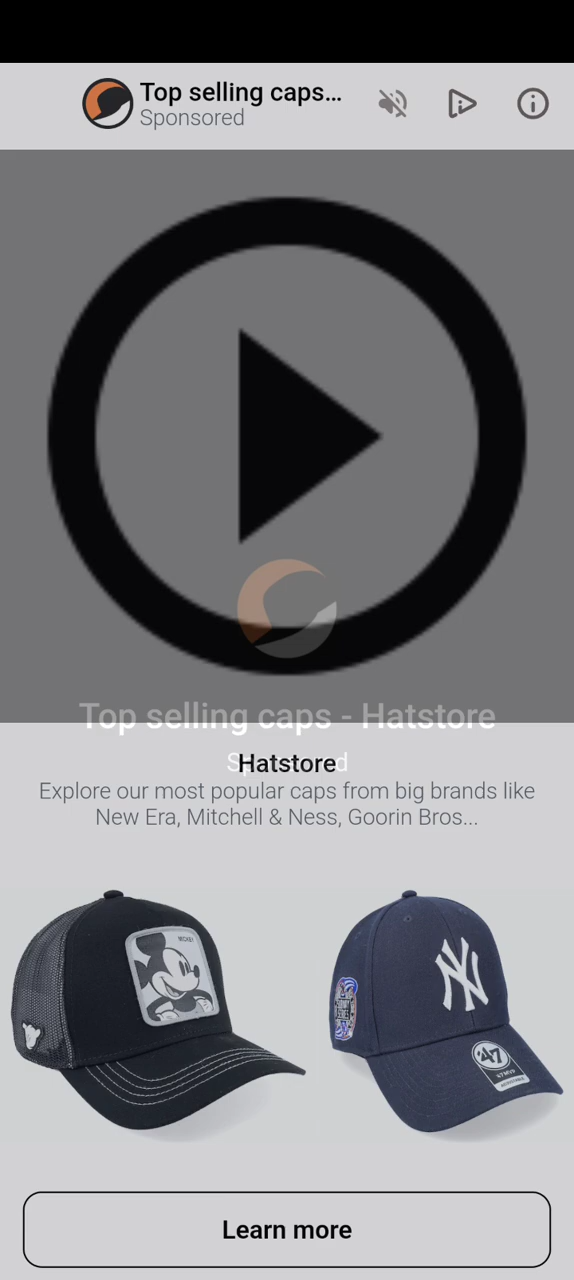 Top selling caps...
Sponsored
Top selling caps - Hatstore
Hatstore
Explore our most popular caps from big brands like
New Era, Mitchell & Ness, Goorin Bros...
MICKEY
NY
47
Learn more